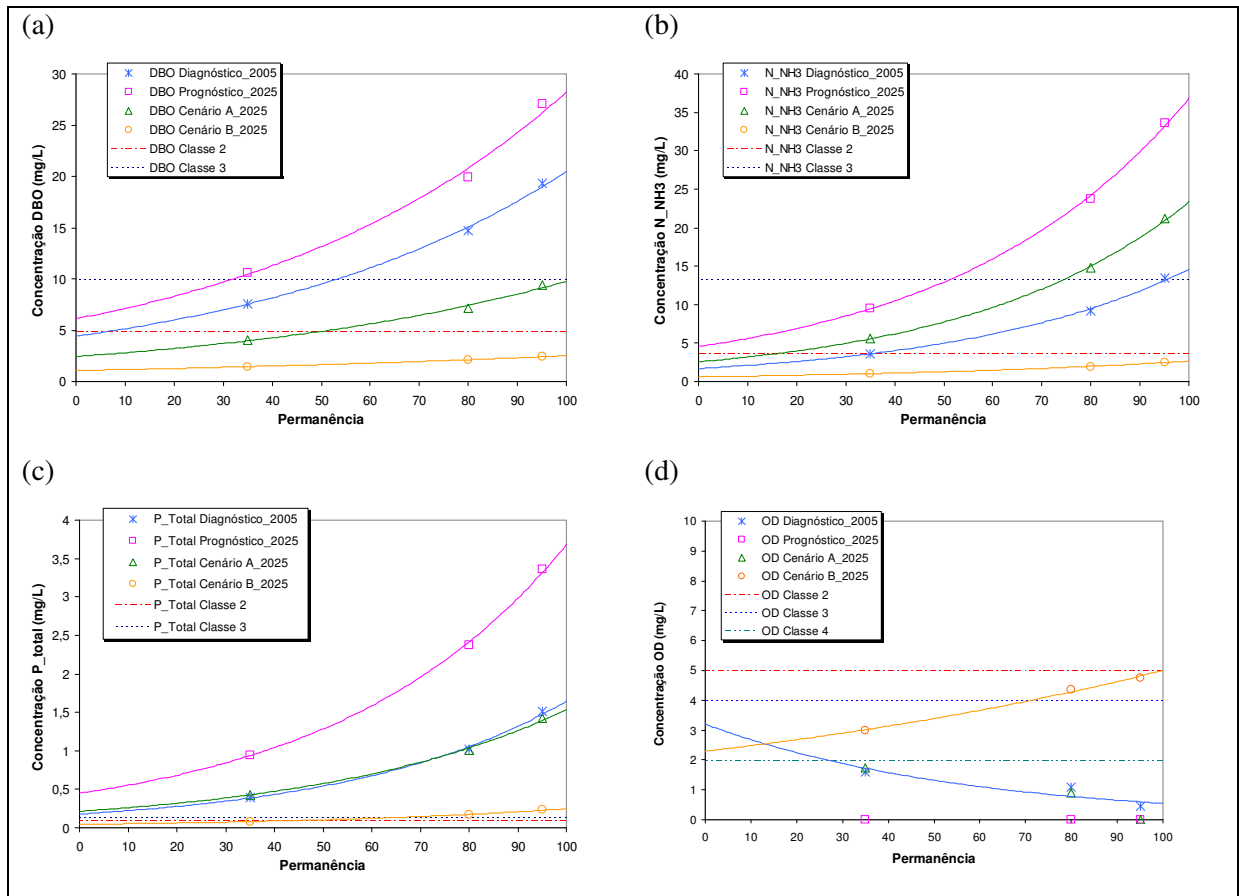 (a)
DBO Diagnóstico_2005
DBO Prognóstico_2025
DBO Cenário A_2025
DBO Cenário B_2025
DBO Classe 2
DBO Classe 3
Concentração DBO (mg/L)
30
25
20
15
10
5
0
0 10 20 30 40 50 60 70 80 90 100
Permanência
(b)
N_NH3 Diagnóstico_2005
N_NH3 Prognóstico_2025
N_NH3 Cenário A_2025
N_NH3 Cenário B_2025
N_NH3 Classe 2
N_NH3 Classe 3
Concentração N_NH3 (mg/L)
40
35
30
25
20
15
10
5
0
0 10 20 30 40 50 60 70 80 90 100
Permanência
(c)
P_Total Diagnóstico_2005
P_Total Prognóstico_2025
P_Total Cenário A_2025
P_Total Cenário B_2025
P_Total Classe 2
P_Total Classe 3
Concentração P_total (mg/L)
4
3,5
3
2,5
2
1,5
1
0,5
0
0 10 20 30 40 50 60 70 80 90 100
Permanência
(d)
OD Diagnóstico_2005
OD Prognóstico_2025
OD Cenário A_2025
OD Cenário B_2025
OD Classe 2
OD Classe 3
OD Classe 4
Concentração OD (mg/L)
10
9
8
7
6
5
4
3
2
1
0
0 10 20 30 40 50 60 70 80 90 100
Permanência